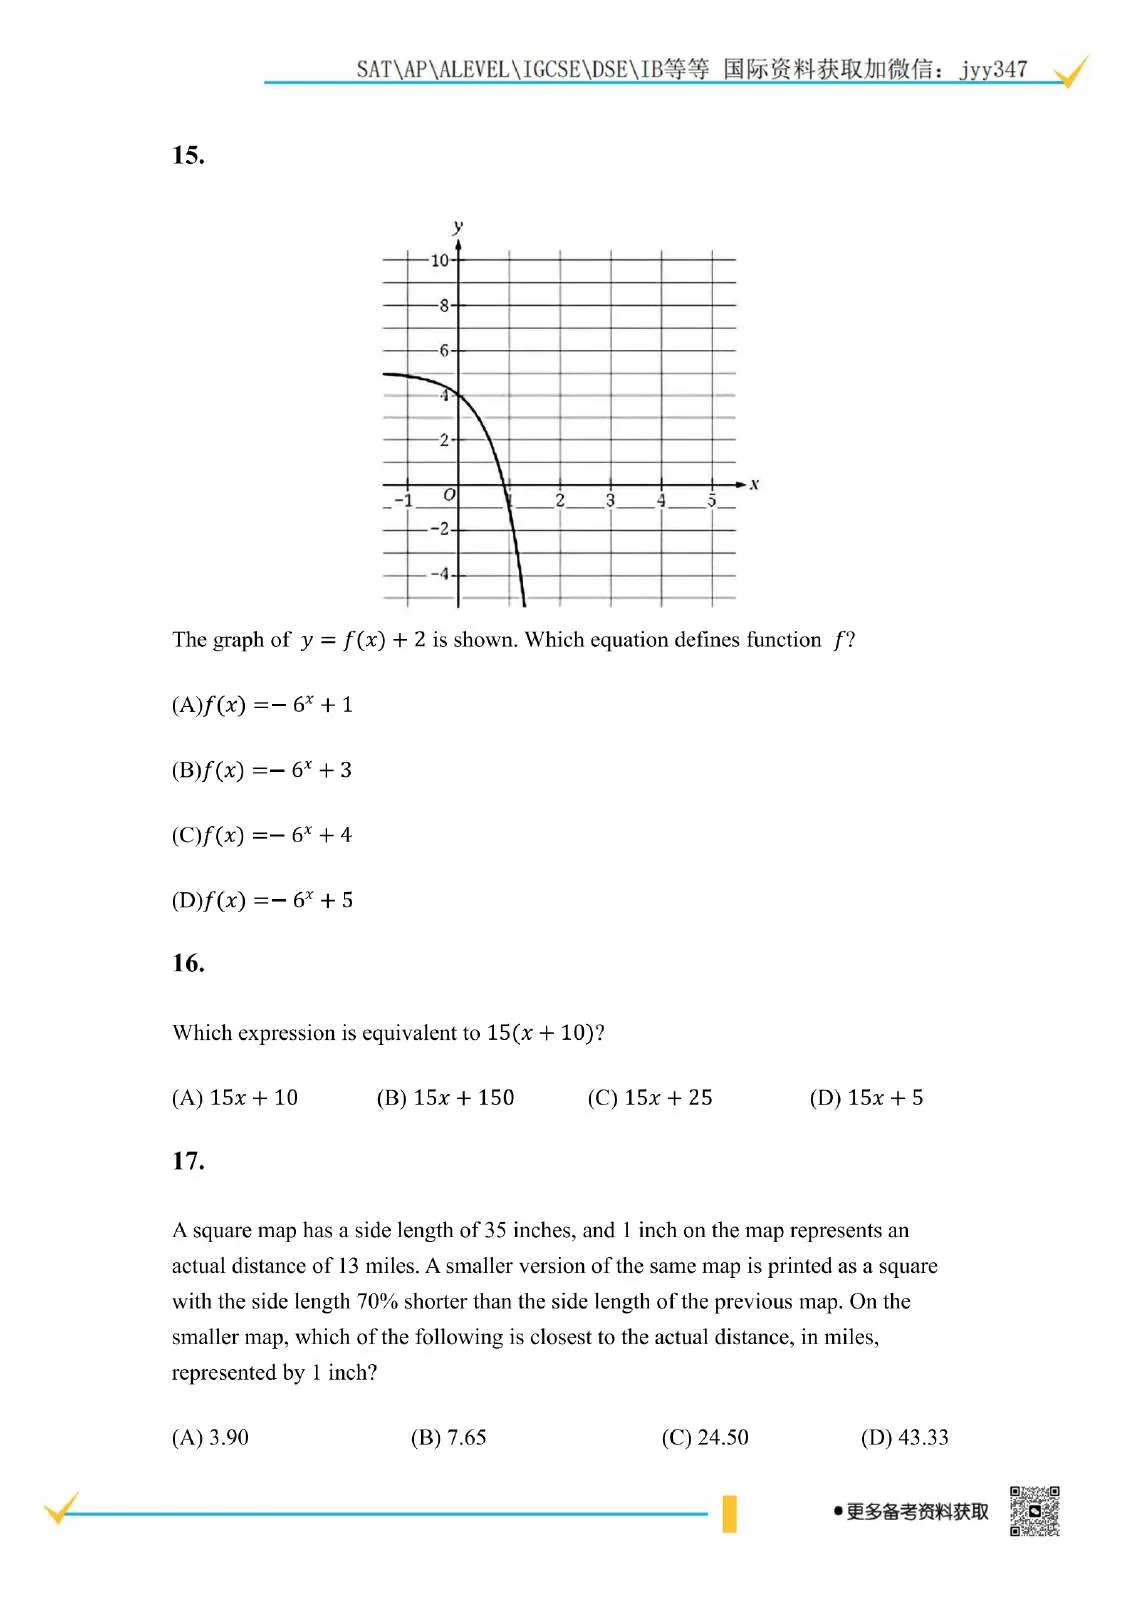 SAT\AP\ALEVEL\IGCSE\DSE\IB等等 国际资料获取加微信：jyy347
15.
y
10
8
6
4
2
-1 O 1 2 3 4 5 x
-2
-4
The graph of y = f(x) + 2 is shown. Which equation defines function f?
(A)f(x) =− 6ˣ + 1
(B)f(x) =− 6ˣ + 3
(C)f(x) =− 6ˣ + 4
(D)f(x) =− 6ˣ + 5
16.
Which expression is equivalent to 15(x + 10)?
(A) 15x + 10 (B) 15x + 150 (C) 15x + 25 (D) 15x + 5
17.
A square map has a side length of 35 inches, and 1 inch on the map represents an
actual distance of 13 miles. A smaller version of the same map is printed as a square
with the side length 70% shorter than the side length of the previous map. On the
smaller map, which of the following is closest to the actual distance, in miles,
represented by 1 inch?
(A) 3.90 (B) 7.65 (C) 24.50 (D) 43.33
•更多备考资料获取